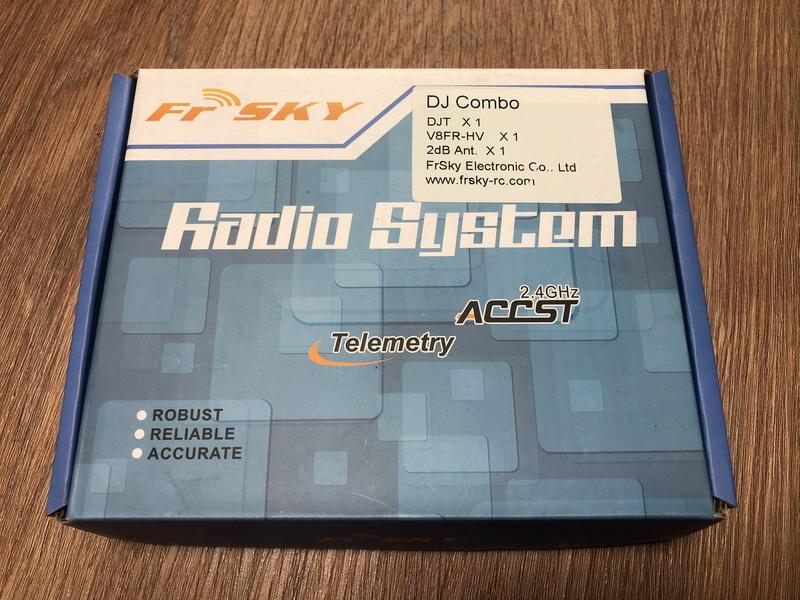 FrSKY
DJ Combo
DJT X 1
V8FR-HV X 1
2dB Ant. X 1
FrSky Electronic Co., Ltd
www.frsky-rc.com
Radio System
2.4GHz
ACCST
Telemetry
ROBUST
RELIABLE
ACCURATE
FrSKY